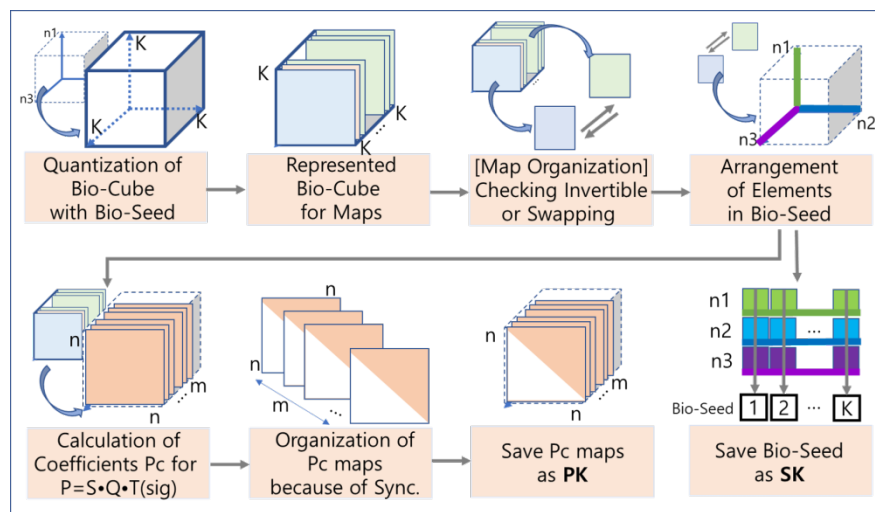 n1
K
n3
K
K
Quantization of
Bio-Cube
with Bio-Seed
K
...
K
K
Represented
Bio-Cube
for Maps
...
[Map Organization]
Checking Invertible
or Swapping
n1
n2
n3
Arrangement
of Elements
in Bio-Seed
n
...
m
n
Calculation of
Coefficients Pc for
P=S•Q•T(sig)
n
n
m
...
Organization of
Pc maps
because of Sync.
n
...
m
n
Save Pc maps
as PK
n1
n2
...
n3
Bio-Seed 1 2 ... K
Save Bio-Seed
as SK